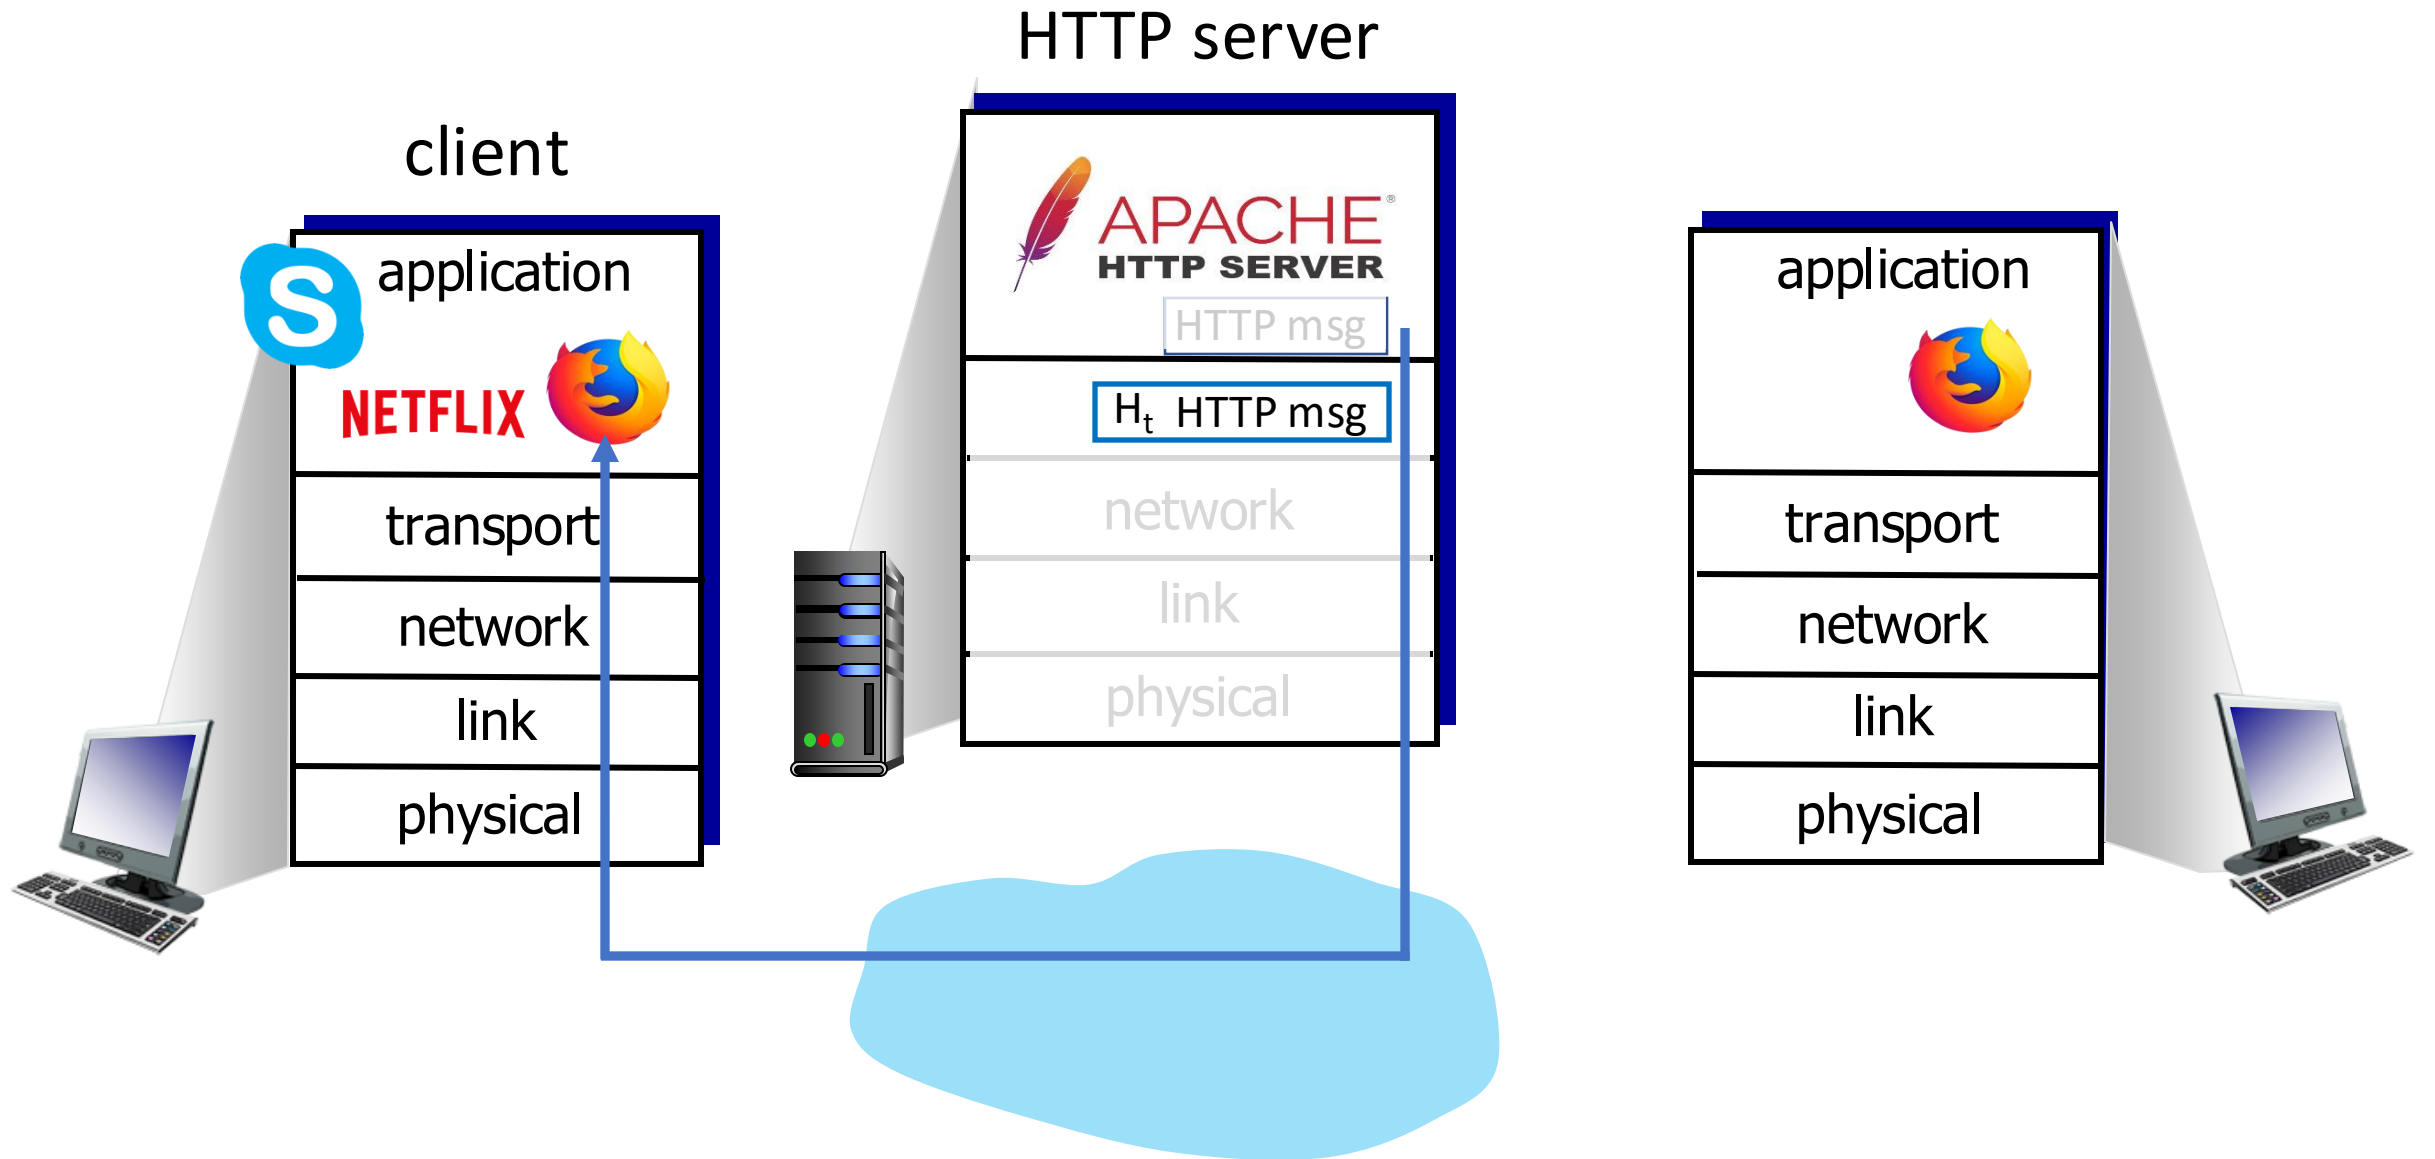 HTTP server
client
application
NETFLIX
transport
network
link
physical
APACHE®
HTTP SERVER
HTTP msg
Ht HTTP msg
network
link
physical
application
transport
network
link
physical